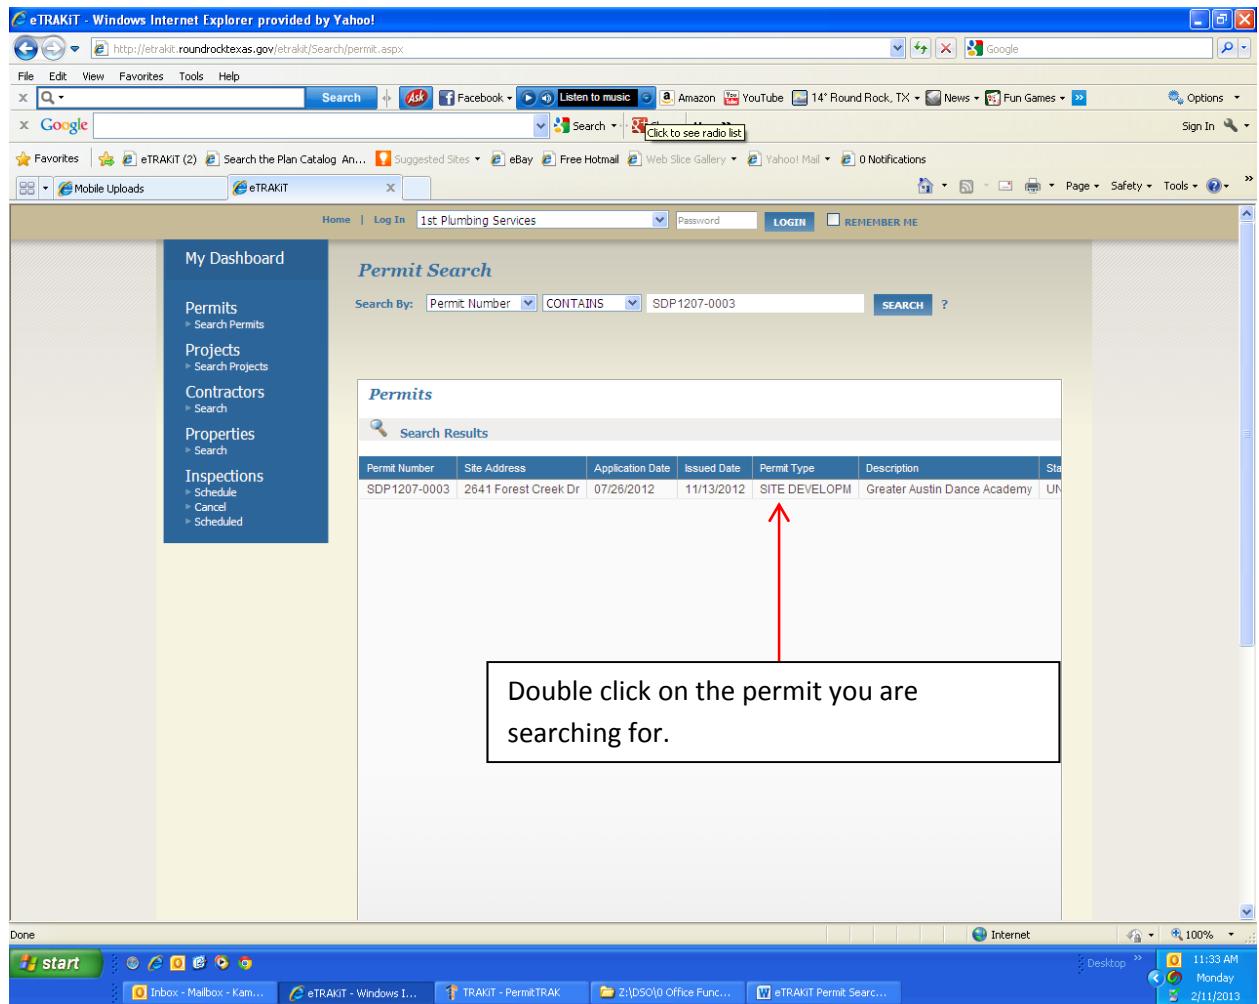 eTRAKiT - Windows Internet Explorer provided by Yahoo!
http://etrakit.roundrocktexas.gov/etrakit/Search/permit.aspx
Google
File Edit View Favorites Tools Help
x Search Ask Facebook Listen to music Amazon YouTube 14° Round Rock, TX News Fun Games Options
x Google Search Click to see radio list Sign In
Favorites eTRAKiT (2) Search the Plan Catalog An... Suggested Sites eBay Free Hotmail Web Slice Gallery Yahoo! Mail 0 Notifications
Mobile Uploads eTRAKiT X Page Safety Tools
Home | Log In 1st Plumbing Services Password LOGIN REMEMBER ME
My Dashboard
Permits
Search Permits
Projects
Search Projects
Contractors
Search
Properties
Search
Inspections
Schedule
Cancel
Scheduled
Permit Search
Search By: Permit Number CONTAINS SDP1207-0003 SEARCH ?
Permits
Search Results
Permit Number Site Address Application Date Issued Date Permit Type Description Sta
SDP1207-0003 2641 Forest Creek Dr 07/26/2012 11/13/2012 SITE DEVELOPM Greater Austin Dance Academy UN
Double click on the permit you are
searching for.
Done Internet 100%
start Desktop 11:33 AM
Inbox - Mailbox - Kam... eTRAKiT - Windows I... TRAKiT - PermitTRAK Z:\DSO\0 Office Func... eTRAKiT Permit Searc... Monday
2/11/2013